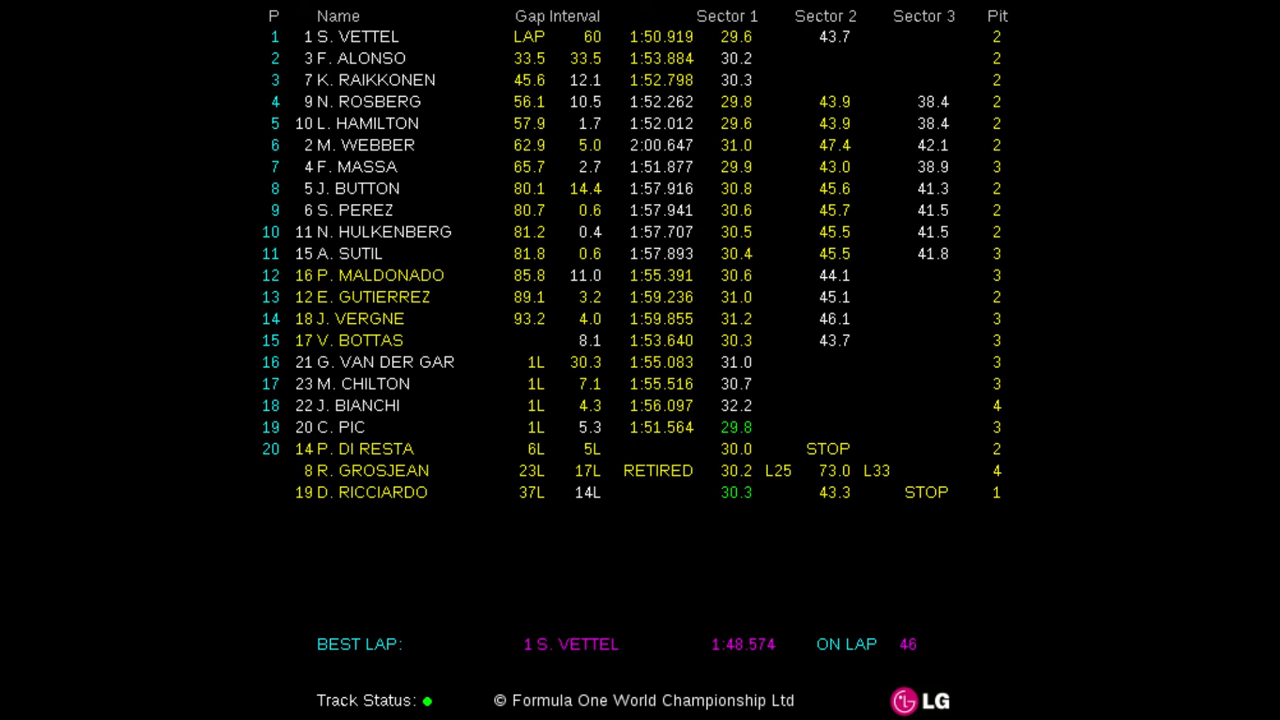 P Name Gap Interval Sector 1 Sector 2 Sector 3 Pit
1 1 S. VETTEL LAP 60 1:50.919 29.6 43.7 2
2 3 F. ALONSO 33.5 33.5 1:53.884 30.2 2
3 7 K. RAIKKONEN 45.6 12.1 1:52.798 30.3 2
4 9 N. ROSBERG 56.1 10.5 1:52.262 29.8 43.9 38.4 2
5 10 L. HAMILTON 57.9 1.7 1:52.012 29.6 43.9 38.4 2
6 2 M. WEBBER 62.9 5.0 2:00.647 31.0 47.4 42.1 2
7 4 F. MASSA 65.7 2.7 1:51.877 29.9 43.0 38.9 3
8 5 J. BUTTON 80.1 14.4 1:57.916 30.8 45.6 41.3 2
9 6 S. PEREZ 80.7 0.6 1:57.941 30.6 45.7 41.5 2
10 11 N. HULKENBERG 81.2 0.4 1:57.707 30.5 45.5 41.5 2
11 15 A. SUTIL 81.8 0.6 1:57.893 30.4 45.5 41.8 3
12 16 P. MALDONADO 85.8 11.0 1:55.391 30.6 44.1 3
13 12 E. GUTIERREZ 89.1 3.2 1:59.236 31.0 45.1 2
14 18 J. VERGNE 93.2 4.0 1:59.855 31.2 46.1 3
15 17 V. BOTTAS 8.1 1:53.640 30.3 43.7 3
16 21 G. VAN DER GAR 1L 30.3 1:55.083 31.0 3
17 23 M. CHILTON 1L 7.1 1:55.516 30.7 3
18 22 J. BIANCHI 1L 4.3 1:56.097 32.2 4
19 20 C. PIC 1L 5.3 1:51.564 29.8 3
20 14 P. DI RESTA 6L 5L 30.0 STOP 2
8 R. GROSJEAN 23L 17L RETIRED 30.2 L25 73.0 L33 4
19 D. RICCIARDO 37L 14L 30.3 43.3 STOP 1
BEST LAP: 1 S. VETTEL 1:48.574 ON LAP 46
Track Status: © Formula One World Championship Ltd LG